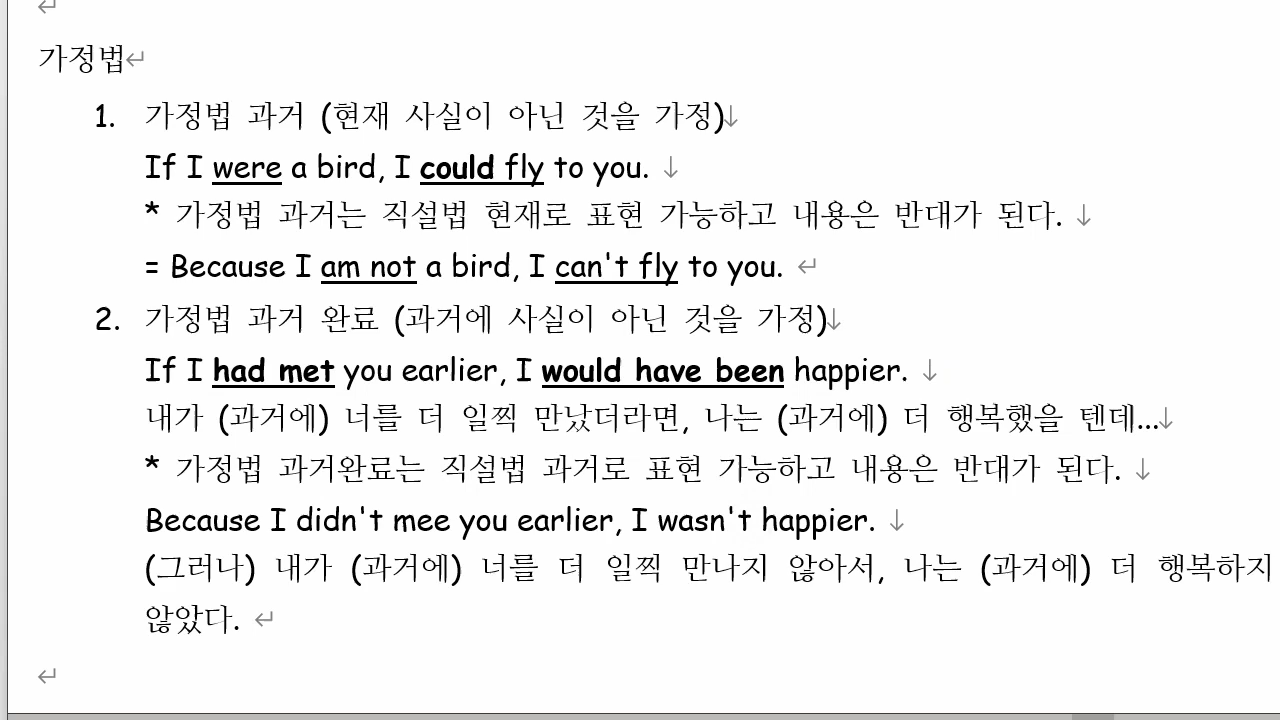 가정법
1. 가정법 과거 (현재 사실이 아닌 것을 가정)
If I were a bird, I could fly to you.
* 가정법 과거는 직설법 현재로 표현 가능하고 내용은 반대가 된다.
= Because I am not a bird, I can't fly to you.
2. 가정법 과거 완료 (과거에 사실이 아닌 것을 가정)
If I had met you earlier, I would have been happier.
내가 (과거에) 너를 더 일찍 만났더라면, 나는 (과거에) 더 행복했을 텐데...
* 가정법 과거완료는 직설법 과거로 표현 가능하고 내용은 반대가 된다.
Because I didn't mee you earlier, I wasn't happier.
(그러나) 내가 (과거에) 너를 더 일찍 만나지 않아서, 나는 (과거에) 더 행복하지
않았다.